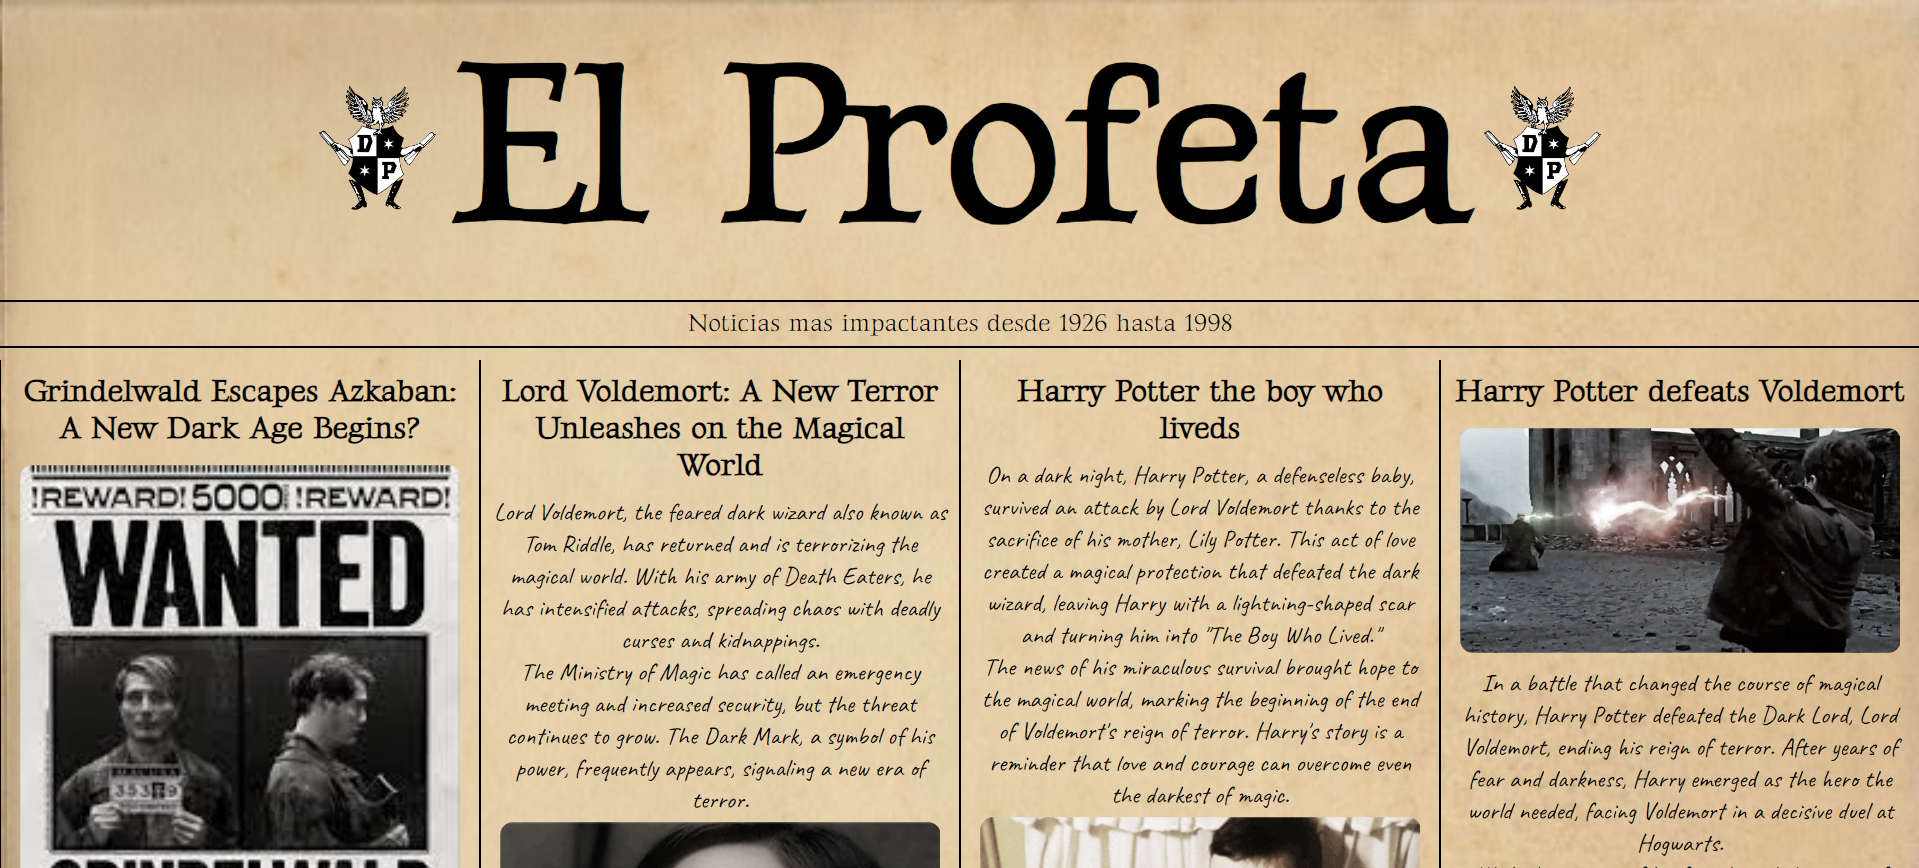 El Profeta
D
P
D
P
Noticias mas impactantes desde 1926 hasta 1998
Grindelwald Escapes Azkaban:
A New Dark Age Begins?
!REWARD! 5000 !REWARD!
WANTED
Lord Voldemort: A New Terror
Unleashes on the Magical
World
Lord Voldemort, the feared dark wizard also known as
Tom Riddle, has returned and is terrorizing the
magical world. With his army of Death Eaters, he
has intensified attacks, spreading chaos with deadly
curses and kidnappings.
The Ministry of Magic has called an emergency
meeting and increased security, but the threat
continues to grow. The Dark Mark, a symbol of his
power, frequently appears, signaling a new era of
terror.
Harry Potter the boy who
liveds
On a dark night, Harry Potter, a defenseless baby,
survived an attack by Lord Voldemort thanks to the
sacrifice of his mother, Lily Potter. This act of love
created a magical protection that defeated the dark
wizard, leaving Harry with a lightning-shaped scar
and turning him into "The Boy Who Lived."
The news of his miraculous survival brought hope to
the magical world, marking the beginning of the end
of Voldemort's reign of terror. Harry's story is a
reminder that love and courage can overcome even
the darkest of magic.
Harry Potter defeats Voldemort
In a battle that changed the course of magical
history, Harry Potter defeated the Dark Lord, Lord
Voldemort, ending his reign of terror. After years of
fear and darkness, Harry emerged as the hero the
world needed, facing Voldemort in a decisive duel at
Hogwarts.